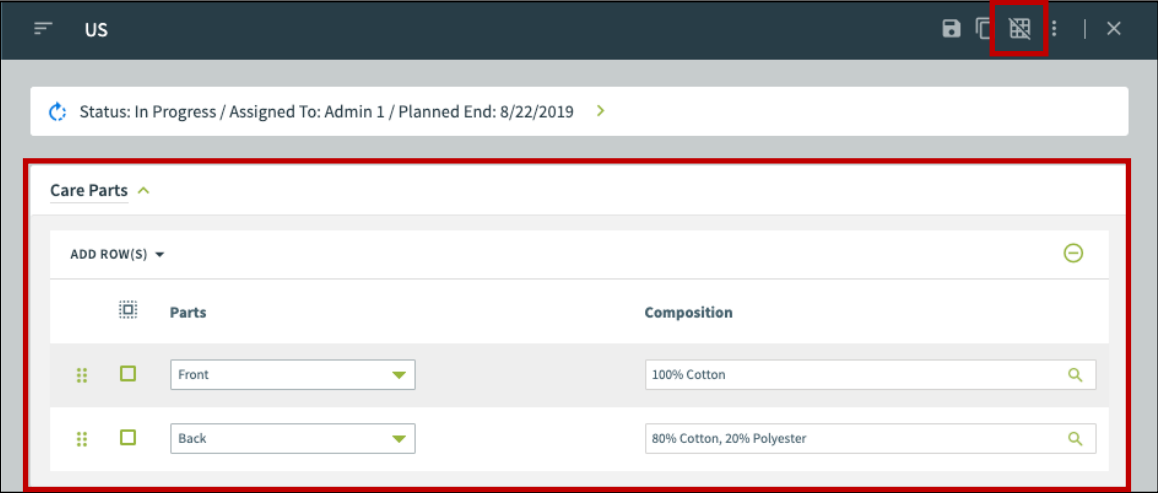 US
Status: In Progress / Assigned To: Admin 1 / Planned End: 8/22/2019
Care Parts
ADD ROW(S)
Parts Composition
Front 100% Cotton
Back 80% Cotton, 20% Polyester